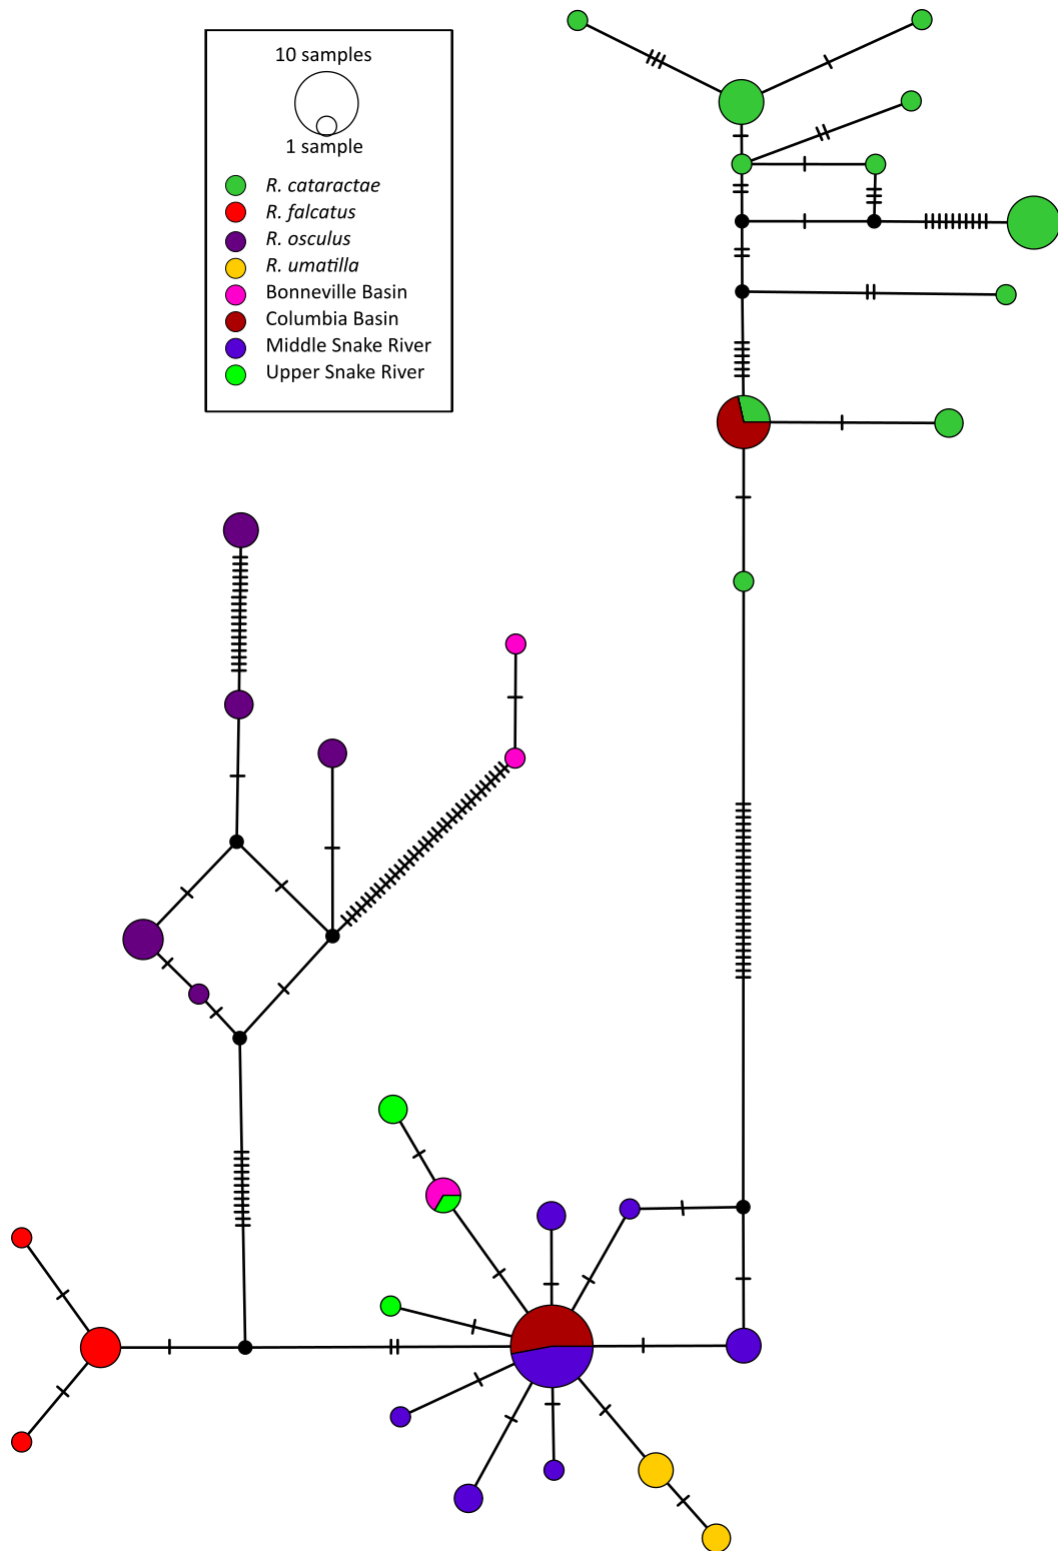 10 samples
1 sample
R. cataractae
R. falcatus
R. osculus
R. umatilla
Bonneville Basin
Columbia Basin
Middle Snake River
Upper Snake River